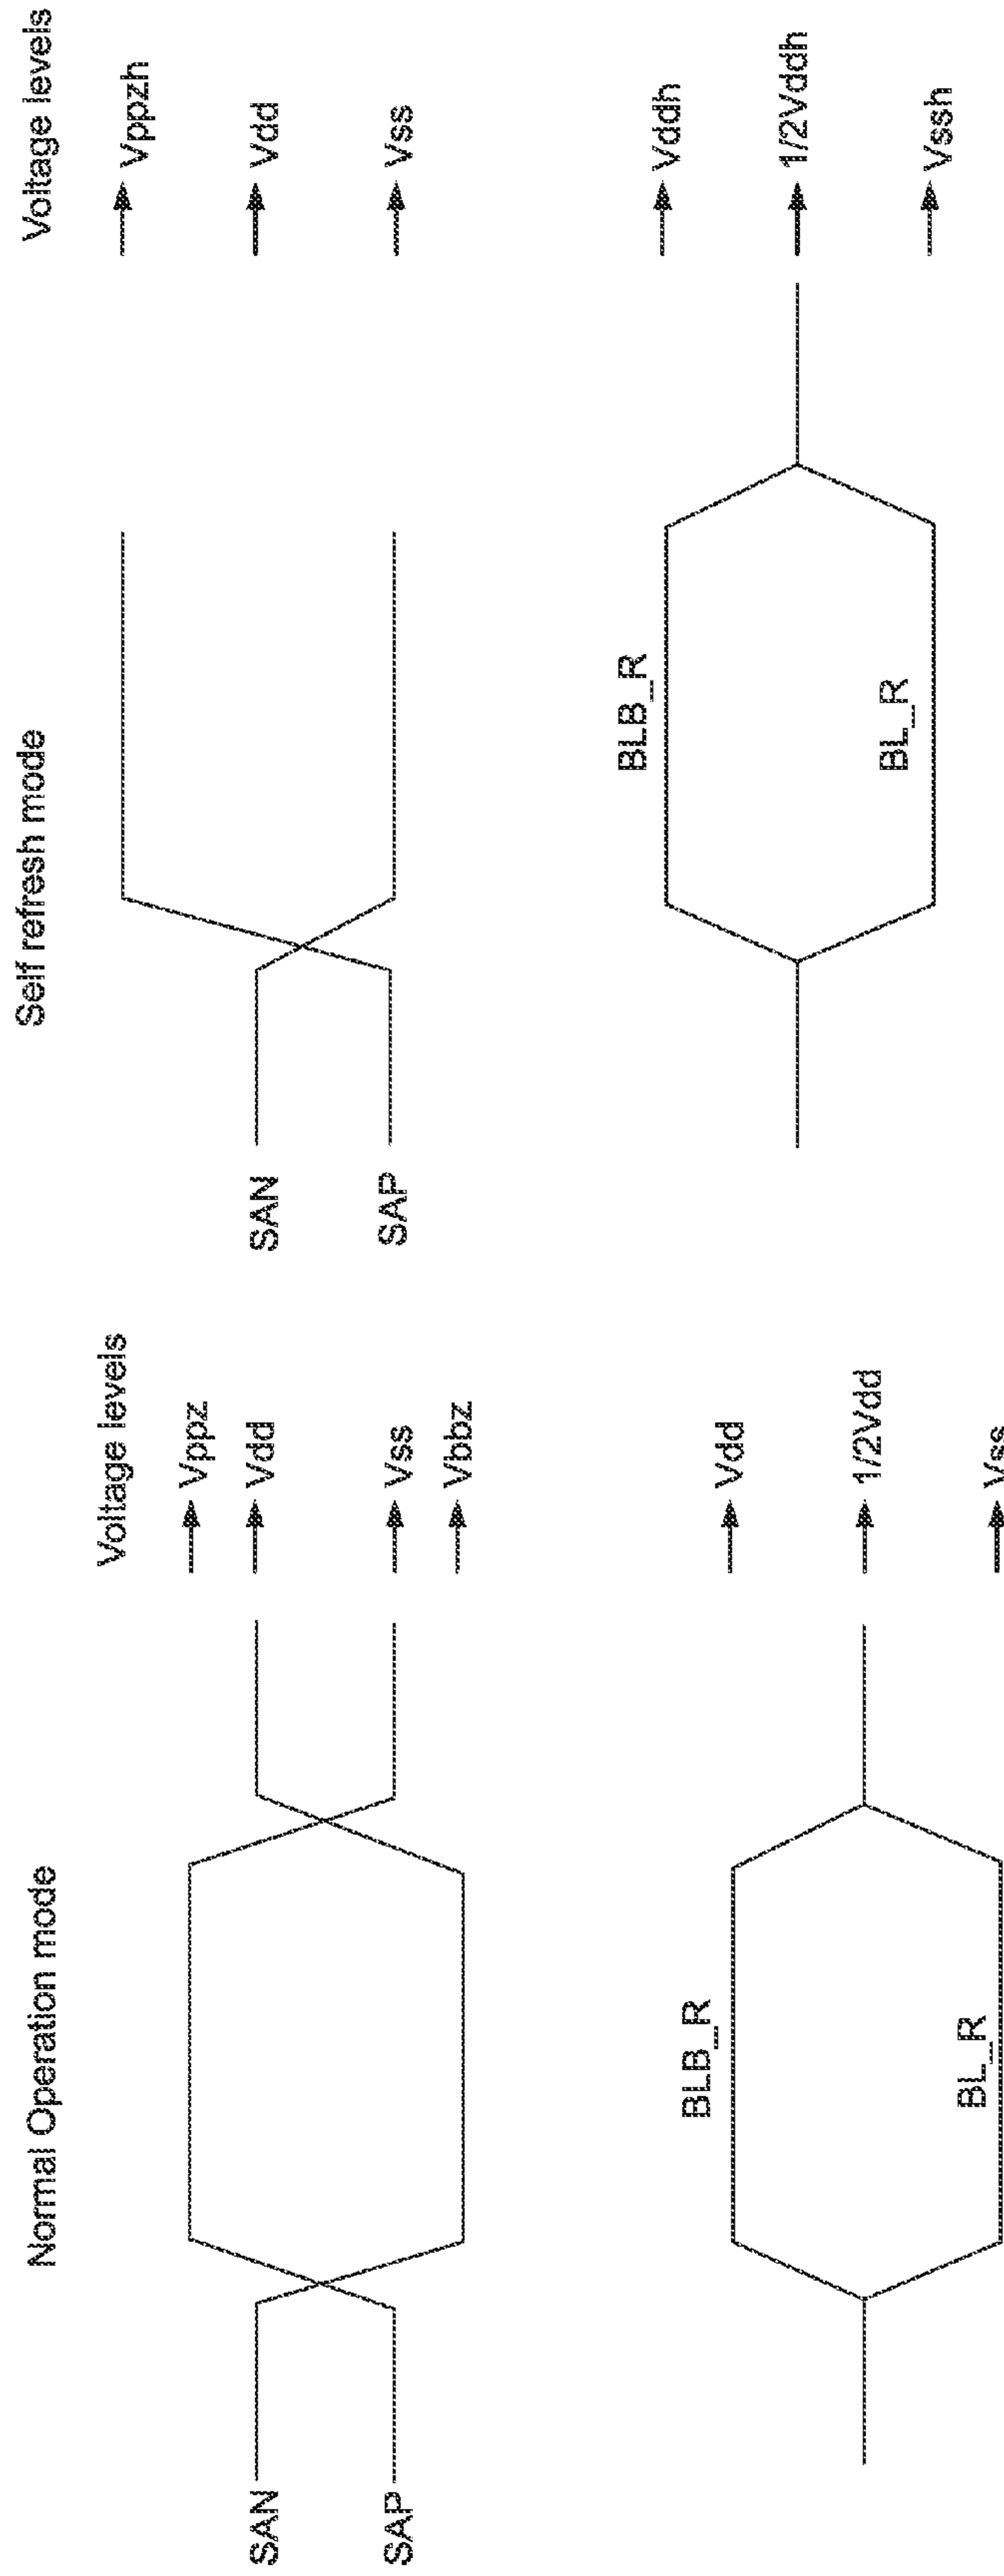 Normal Operation mode
Voltage levels
Vppz
SAN
Vdd
SAP
Vss
Vbbz
BLB_R
Vdd
1/2Vdd
BL_R
Vss
Self refresh mode
Voltage levels
Vppzh
SAN
Vdd
SAP
Vss
BLB_R
Vddh
1/2Vddh
BL_R
Vssh